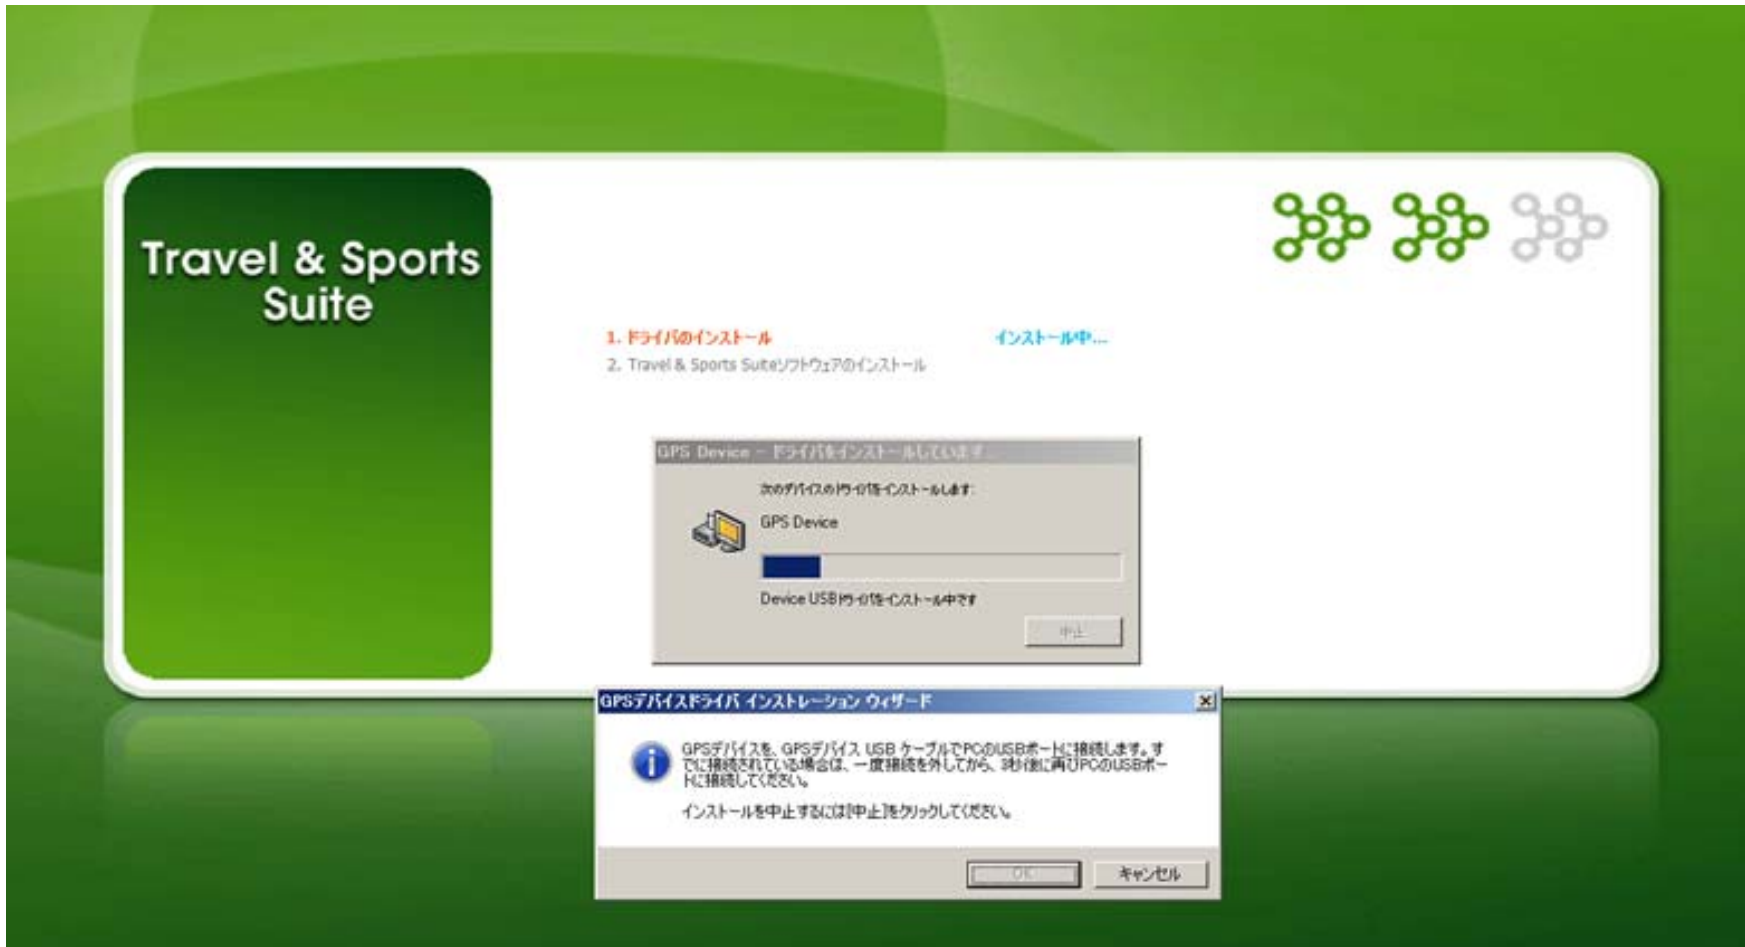 Travel & Sports
Suite
1. ドライバのインストール
インストール中...
2. Travel & Sports Suiteソフトウェアのインストール
GPS Device - ドライバをインストールしています...
次のデバイスのドライバをインストールします:
GPS Device
Device USBドライバをインストール中です
中止
GPSデバイスドライバ インストレーション ウィザード
GPSデバイスを、GPSデバイス USB ケーブルでPCのUSBポートに接続します。す
でに接続されている場合は、一度接続を外してから、3秒後に再びPCのUSBポー
トに接続してください。
インストールを中止するには[中止]をクリックしてください。
OK
キャンセル